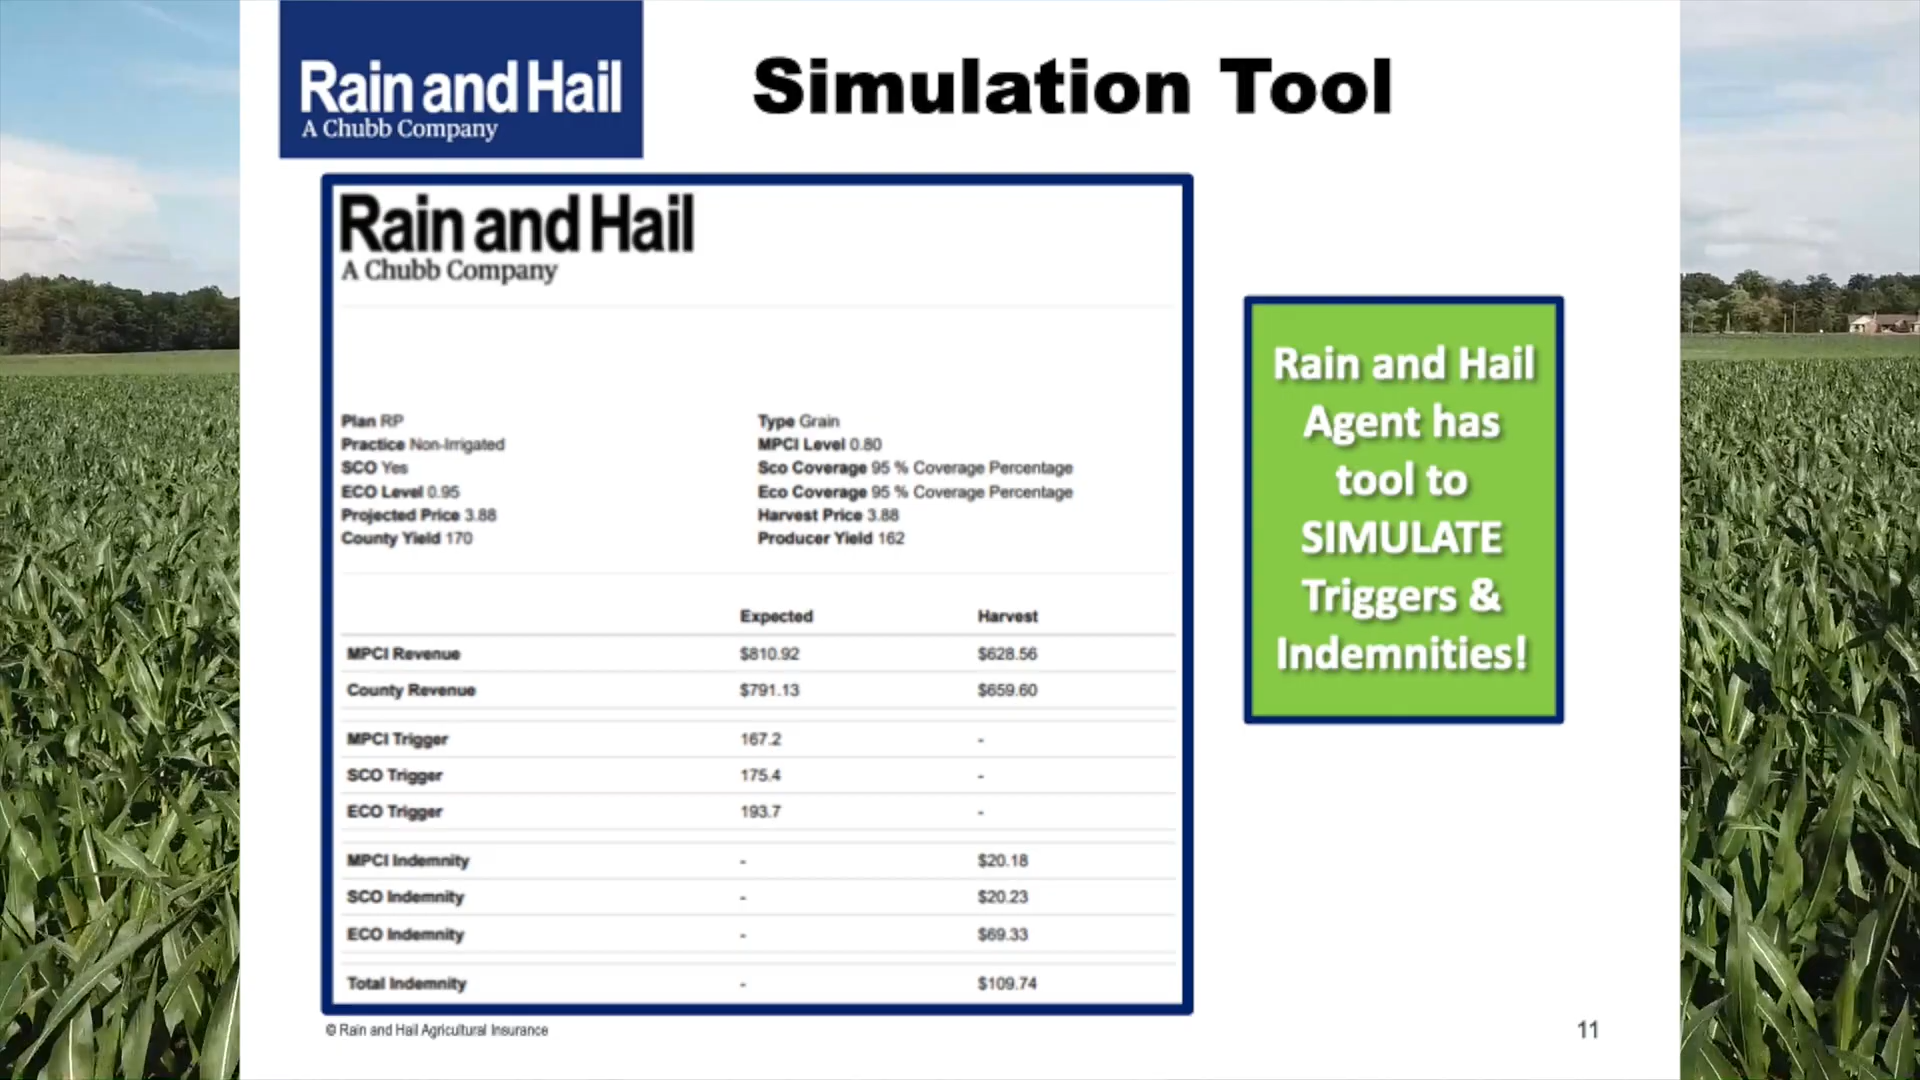 Rain and Hail
A Chubb Company
Simulation Tool
Rain and Hail
A Chubb Company
Plan RP
Type Grain
Practice Non-Irrigated
MPCI Level 0.80
SCO Yes
Sco Coverage 95 % Coverage Percentage
ECO Level 0.95
Eco Coverage 95 % Coverage Percentage
Projected Price 3.88
Harvest Price 3.88
County Yield 170
Producer Yield 162
Expected Harvest
MPCI Revenue $810.92 $628.56
County Revenue $791.13 $659.60
MPCI Trigger 167.2 -
SCO Trigger 175.4 -
ECO Trigger 193.7 -
MPCI Indemnity - $20.18
SCO Indemnity - $20.23
ECO Indemnity - $69.33
Total Indemnity - $109.74
Rain and Hail
Agent has
tool to
SIMULATE
Triggers &
Indemnities!
© Rain and Hail Agricultural Insurance
11